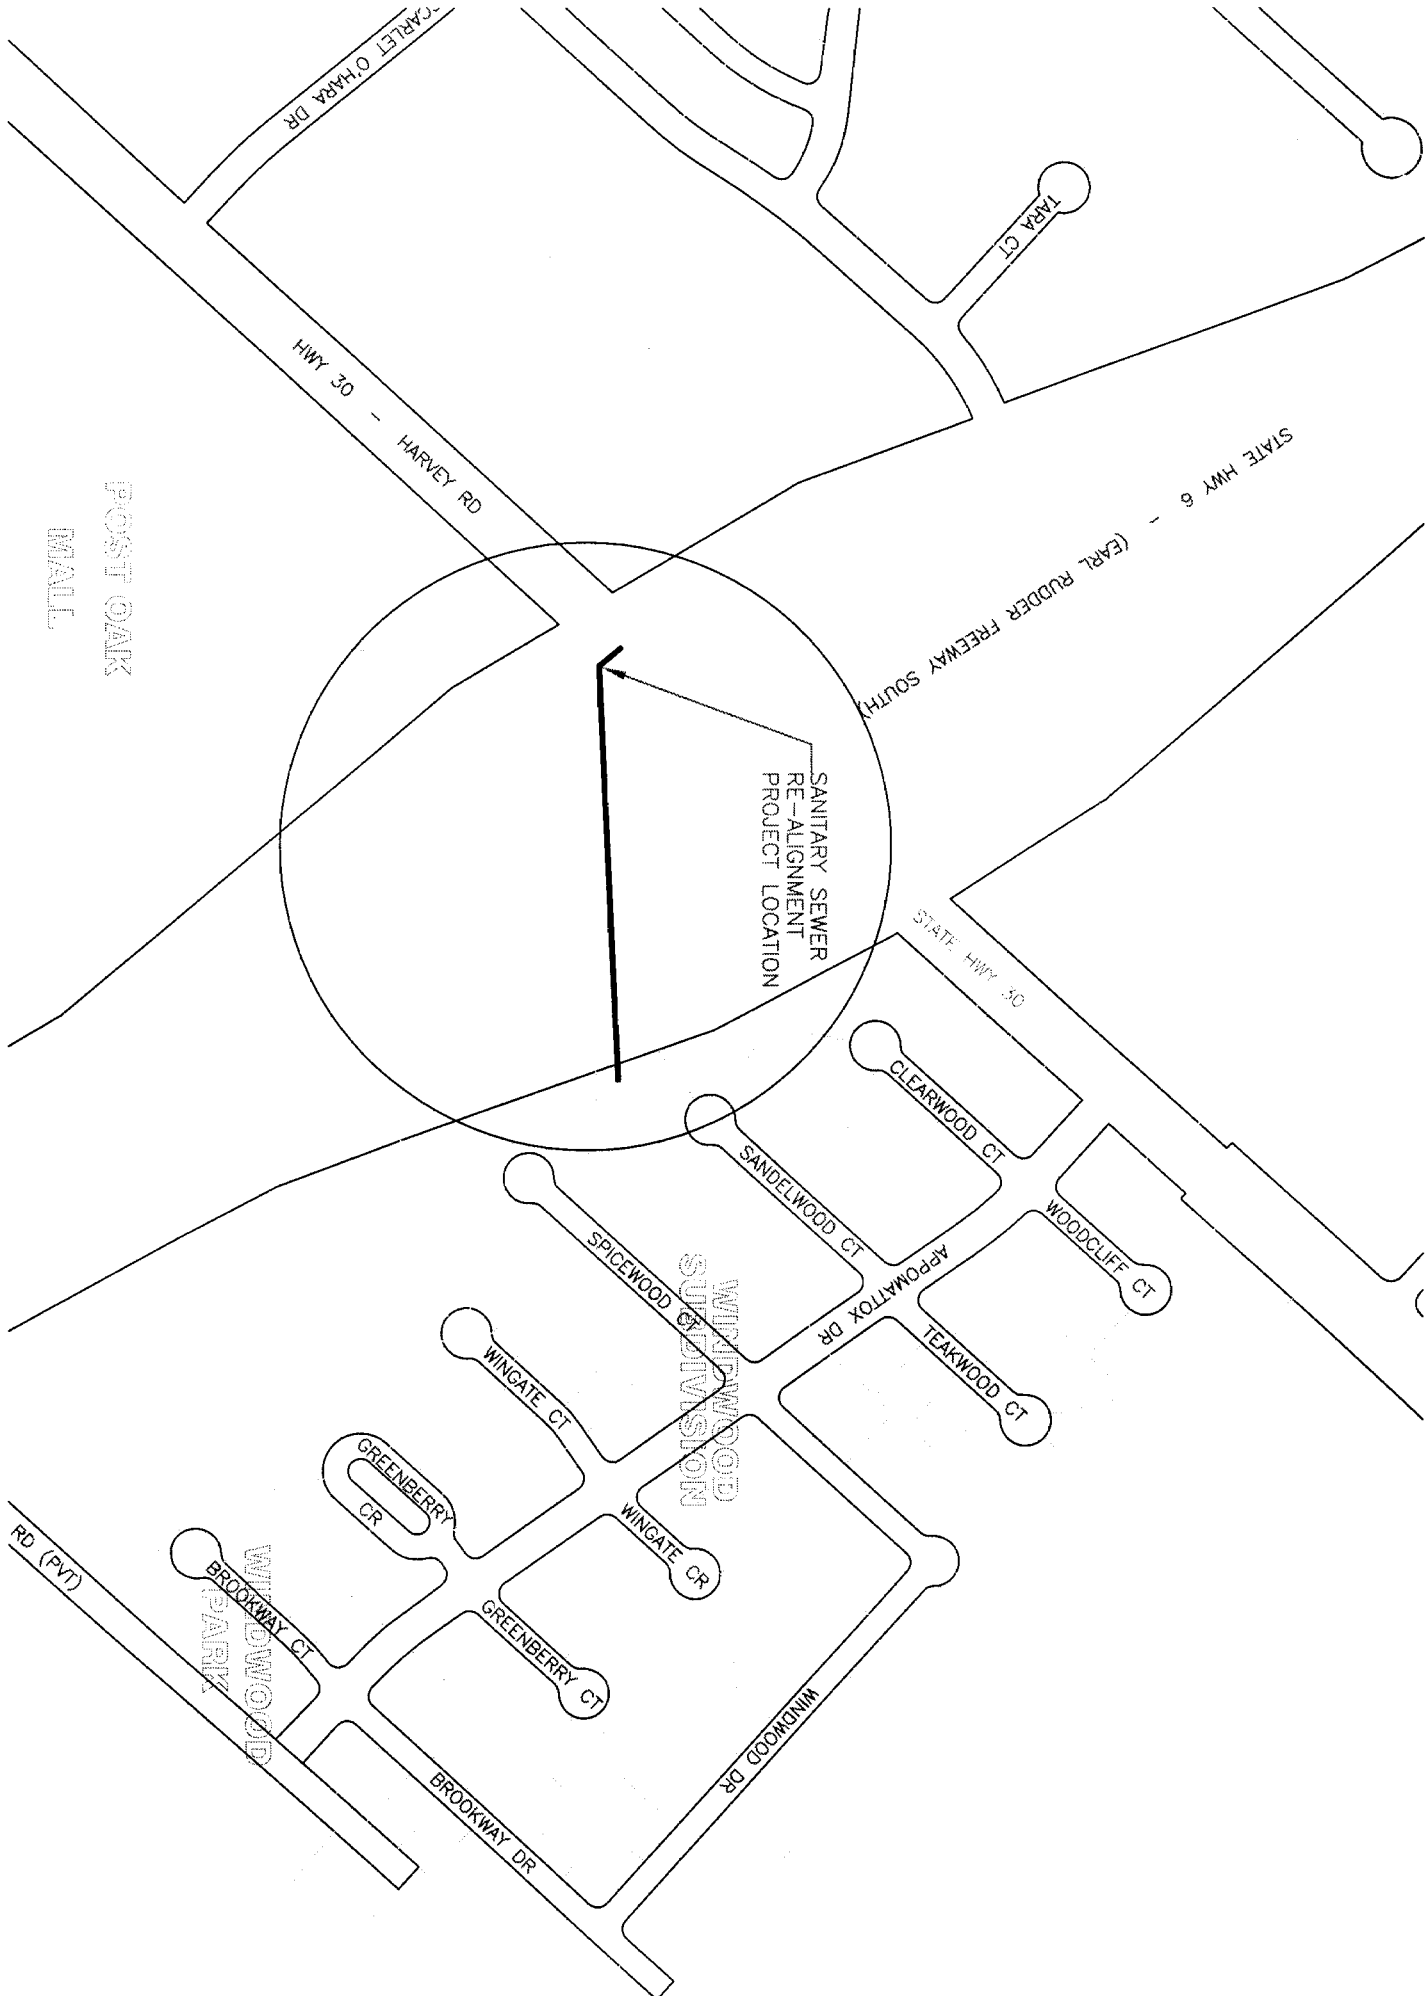 SCARLET O'HARA DR
TARA CT
HWY 30 - HARVEY RD
STATE HWY 6 - (EARL RUDDER FREEWAY SOUTH)
POST OAK
MALL
SANITARY SEWER
RE-ALIGNMENT
PROJECT LOCATION
STATE HWY 30
CLEARWOOD CT
SANDELWOOD CT
WOODCLIFF CT
SPICEWOOD CT
APPOMATTOX DR
TEAKWOOD CT
WINDWOOD
SUBDIVISION
WINGATE CT
GREENBERRY
CR
WINGATE CR
RD (PVT)
BROOKWAY CT
WINDWOOD
PARK
GREENBERRY CT
WINDWOOD DR
BROOKWAY DR